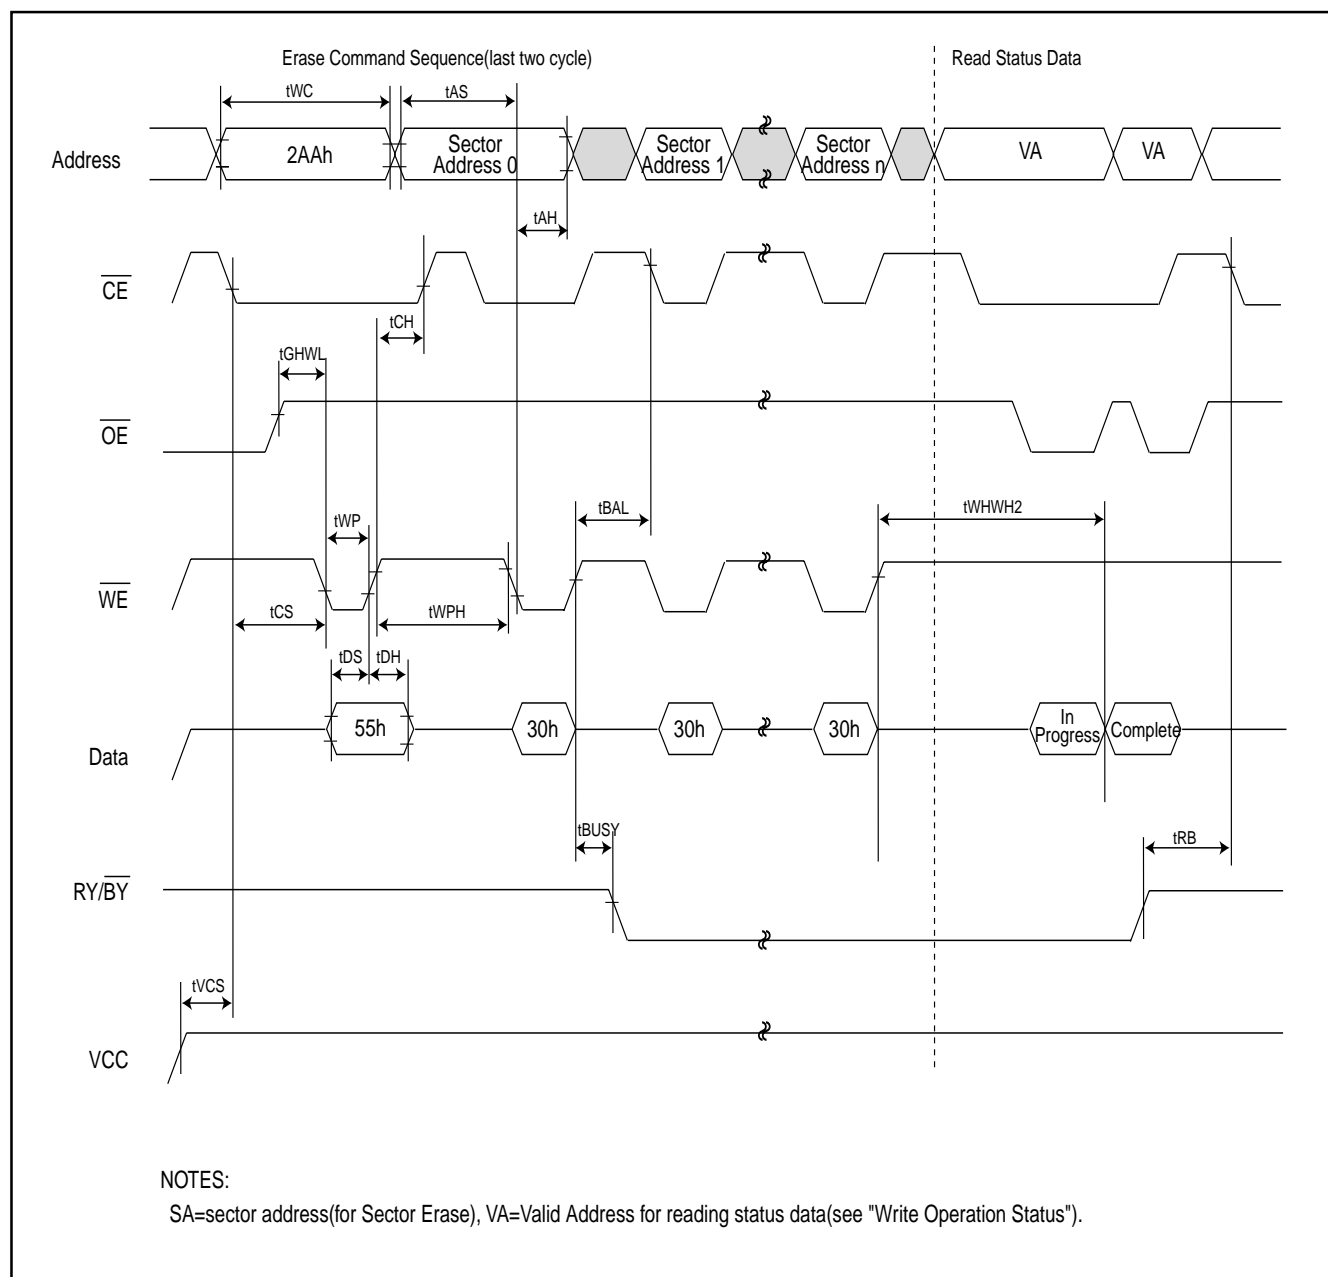 Erase Command Sequence(last two cycle)
Read Status Data
tWC
tAS
Address
2AAh
Sector
Address 0
Sector
Address 1
Sector
Address n
VA
VA
tAH
CE
tCH
tGHWL
OE
tBAL
tWHWH2
tWP
WE
tCS
tWPH
tDS
tDH
Data
55h
30h
30h
30h
In
Progress
Complete
tBUSY
tRB
RY/BY
tVCS
VCC
NOTES:
SA=sector address(for Sector Erase), VA=Valid Address for reading status data(see "Write Operation Status").